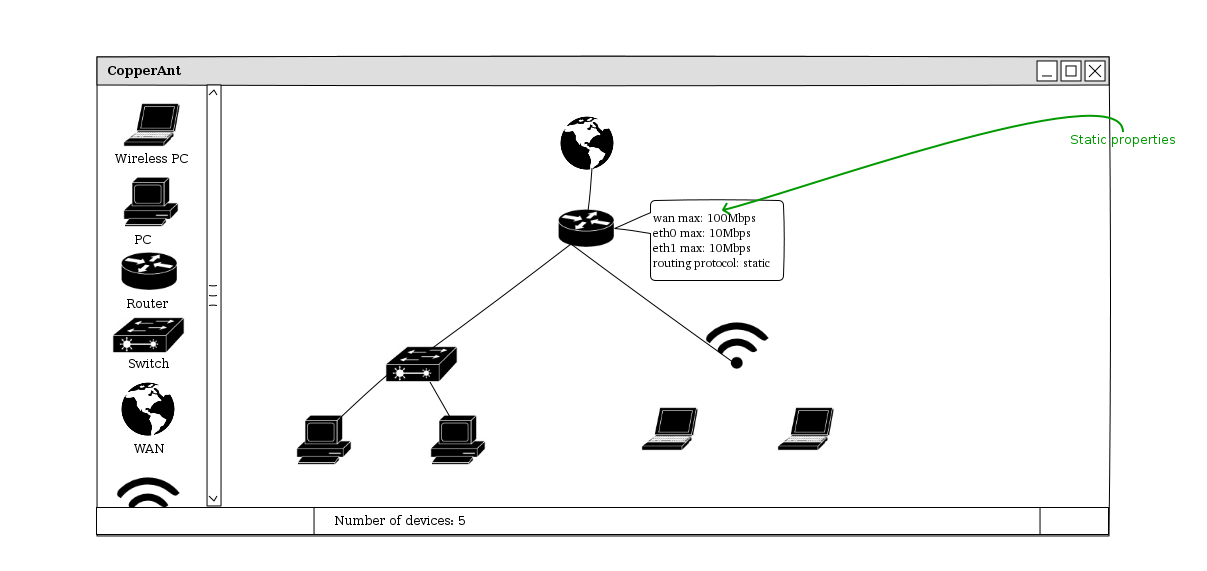 CopperAnt
Wireless PC
PC
Router
Switch
WAN
Static properties
wan max: 100Mbps
eth0 max: 10Mbps
eth1 max: 10Mbps
routing protocol: static
Number of devices: 5